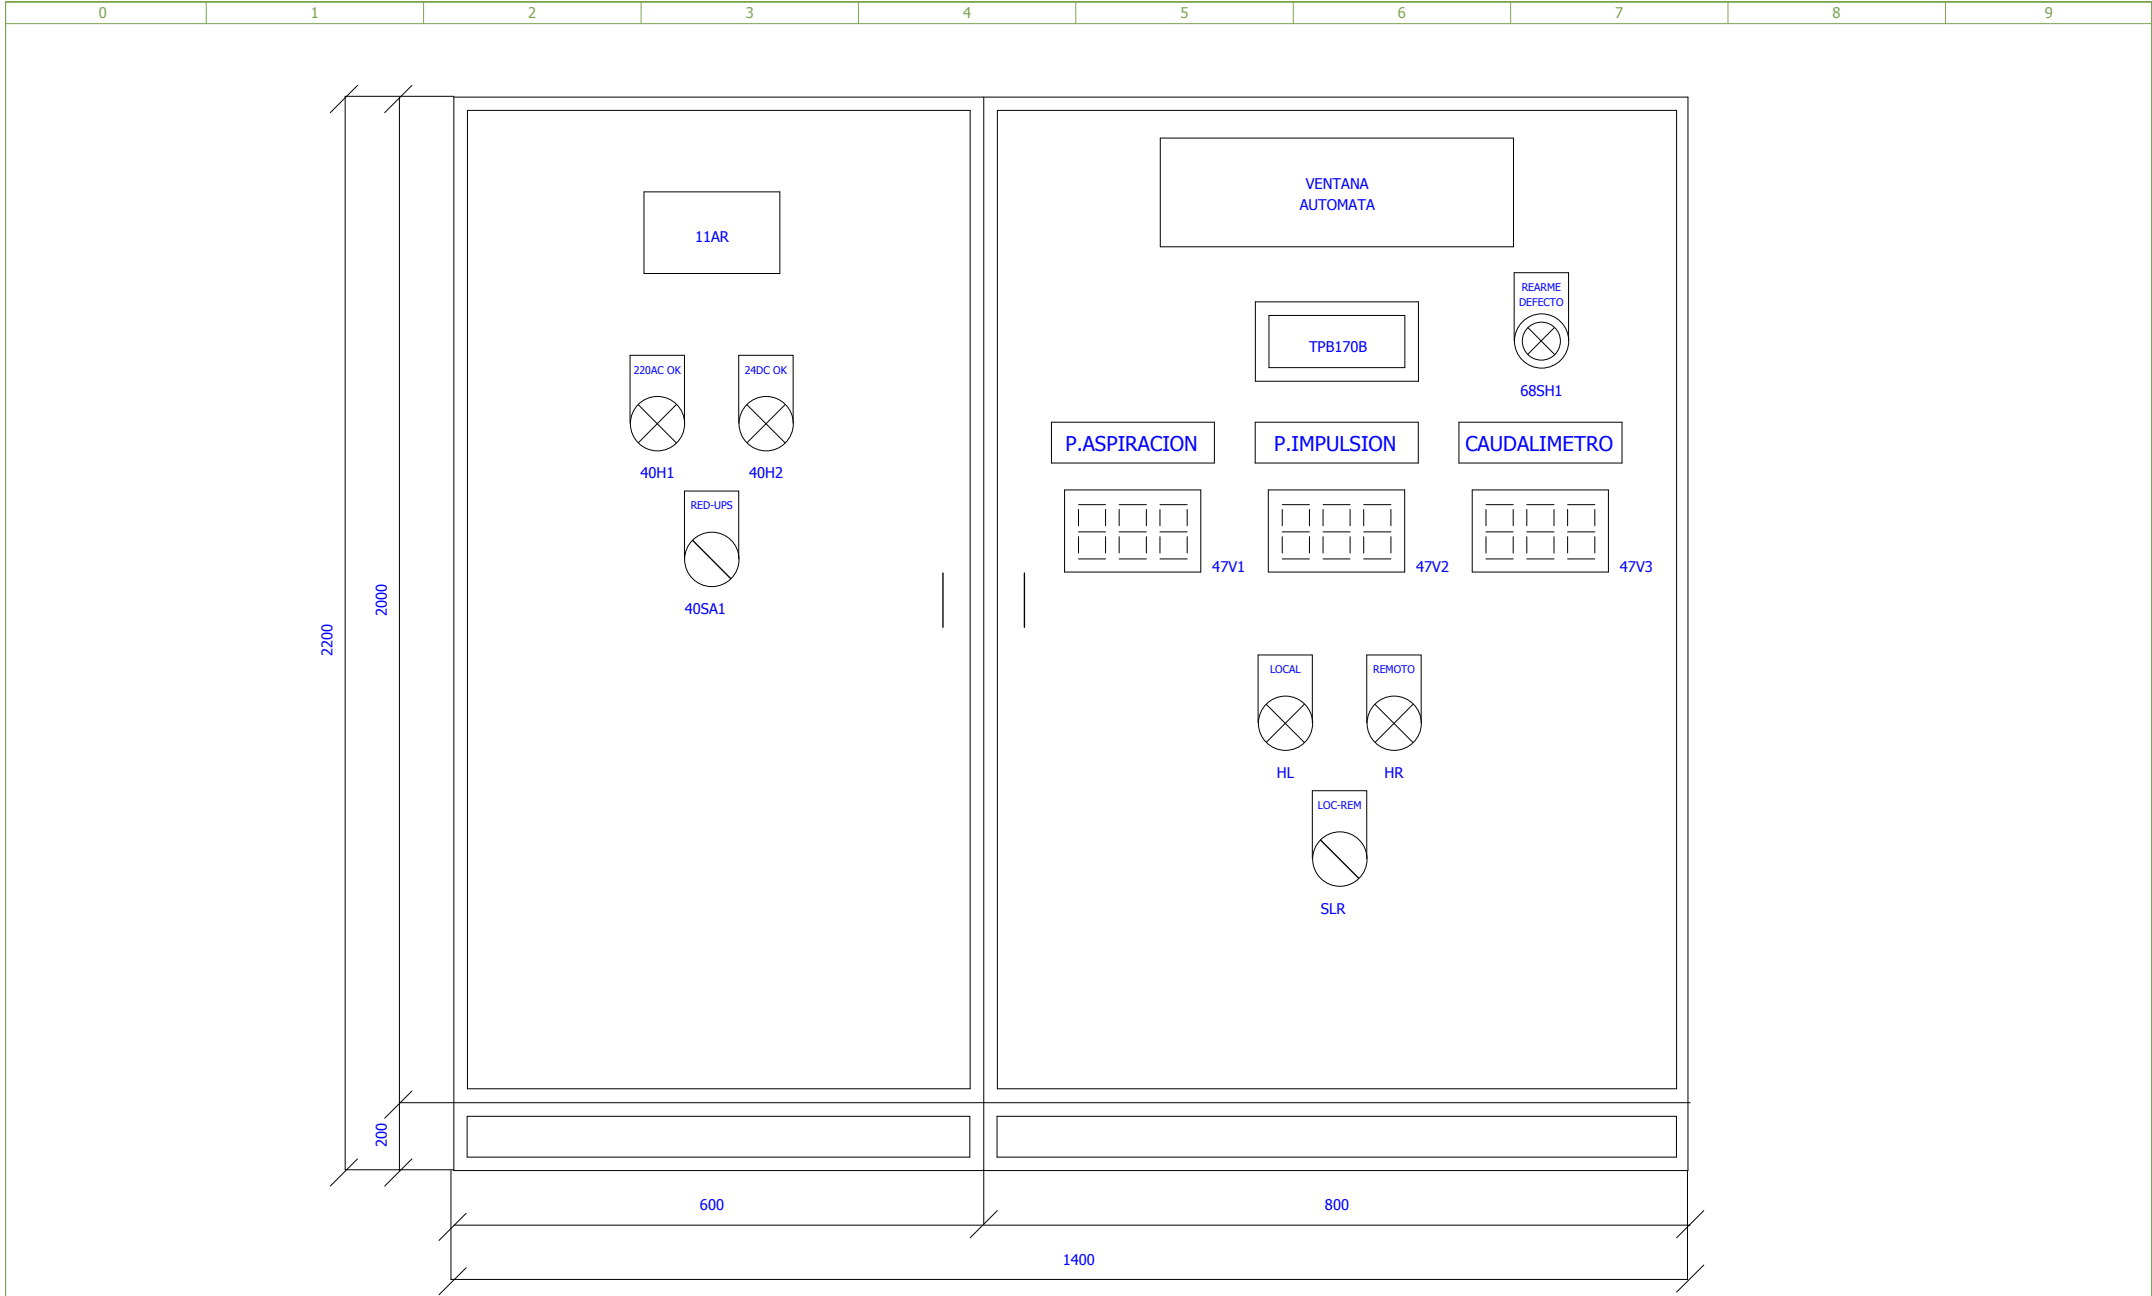 0 1 2 3 4 5 6 7 8 9
VENTANA
AUTOMATA
11AR
REARME
DEFECTO
TPB170B
68SH1
220AC OK
24DC OK
40H1
40H2
P.ASPIRACION
P.IMPULSION
CAUDALIMETRO
RED-UPS
40SA1
47V1
47V2
47V3
2000
2200
LOCAL
REMOTO
HL
HR
LOC-REM
SLR
200
600
800
1400